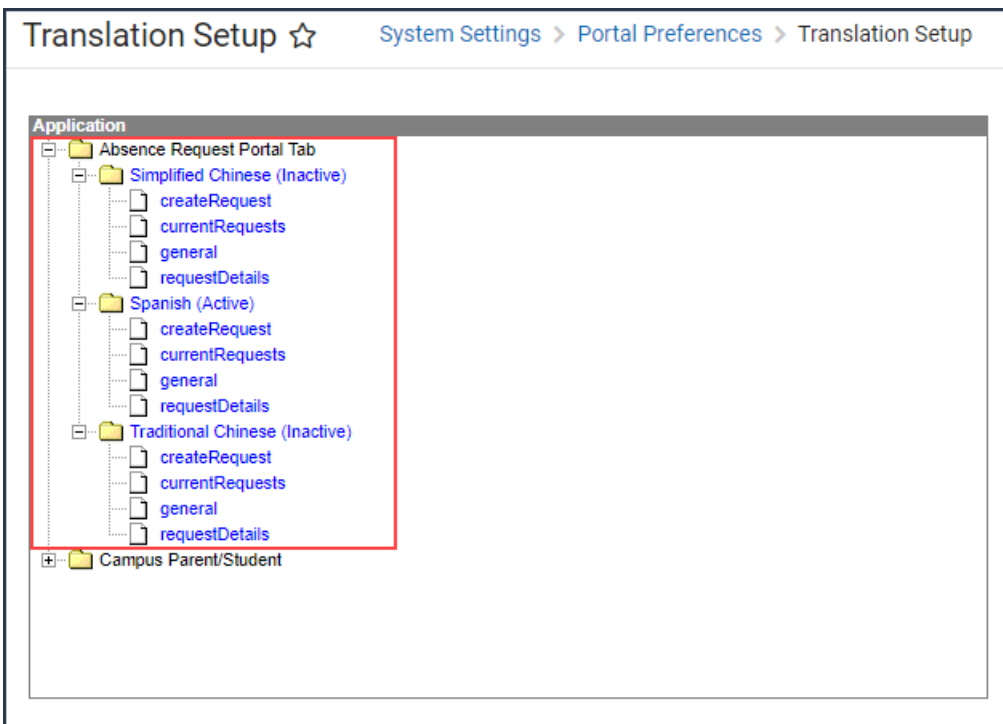 Translation Setup ☆ System Settings > Portal Preferences > Translation Setup
Application
Absence Request Portal Tab
Simplified Chinese (Inactive)
createRequest
currentRequests
general
requestDetails
Spanish (Active)
createRequest
currentRequests
general
requestDetails
Traditional Chinese (Inactive)
createRequest
currentRequests
general
requestDetails
Campus Parent/Student